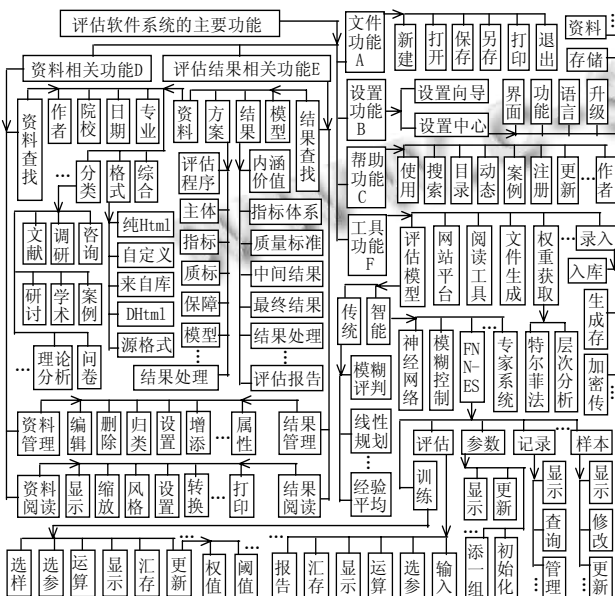 评估软件系统的主要功能
文件功能A
新建
打开
保存
另存
打印
退出
资料
存储
资料相关功能D
评估结果相关功能E
设置功能B
设置向导
设置中心
界面
功能
语言
升级
资料查找
作者
院校
日期
专业
资料
方案
结果
模型
结果查找
帮助功能C
使用
搜索
目录
动态
案例
注册
更新
...
作者
...
分类
格式
综合
评估程序
内涵价值
工具功能F
评估模型
网站平台
阅读工具
文件生成
权重获取
...
录入
入库
生成存
加密传
文献
调研
咨询
纯Html
自定义
来自库
DHtml
源格式
主体
指标
质标
保障
模型
...
结果处理
指标体系
质量标准
中间结果
最终结果
结果处理
...
评估报告
研讨
学术
案例
...
理论分析
问卷
传统
智能
模糊评判
线性规划
...
经验平均
神经网络
模糊控制
FNN-ES
...
专家系统
特尔菲法
层次分析
资料管理
编辑
删除
归类
设置
增添
...
属性
结果管理
评估
参数
记录
...
样本
资料阅读
显示
缩放
风格
设置
转换
...
打印
结果阅读
训练
显示
更新
显示
查询
管理
显示
修改
...
更新
选样
选参
运算
显示
汇存
更新
...
权值
阈值
...
报告
汇存
显示
运算
选参
输入
添一组
初始化